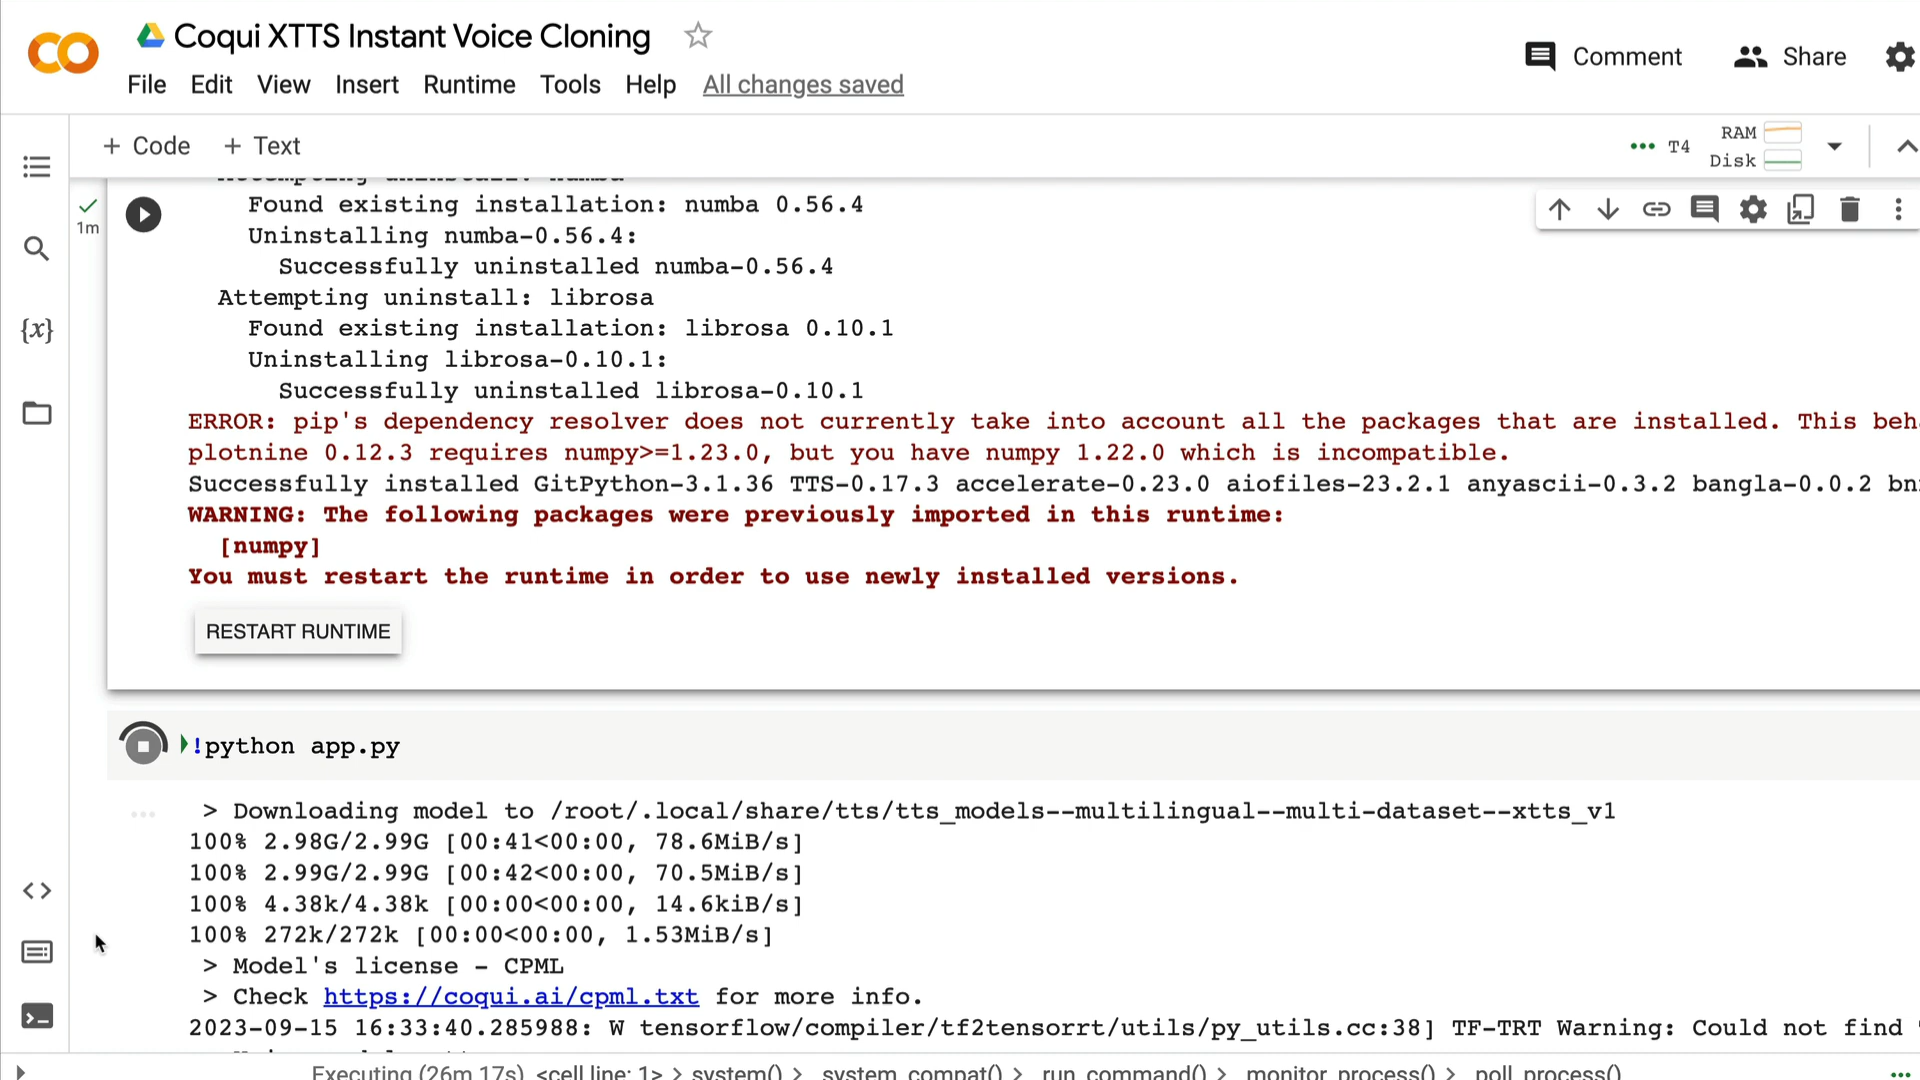 Coqui XTTS Instant Voice Cloning
Comment
Share
File Edit View Insert Runtime Tools Help All changes saved
+ Code + Text
T4
RAM
Disk
Attempting uninstall: numba
1m
Found existing installation: numba 0.56.4
Uninstalling numba-0.56.4:
Successfully uninstalled numba-0.56.4
Attempting uninstall: librosa
Found existing installation: librosa 0.10.1
Uninstalling librosa-0.10.1:
Successfully uninstalled librosa-0.10.1
ERROR: pip's dependency resolver does not currently take into account all the packages that are installed. This beh
plotnine 0.12.3 requires numpy>=1.23.0, but you have numpy 1.22.0 which is incompatible.
Successfully installed GitPython-3.1.36 TTS-0.17.3 accelerate-0.23.0 aiofiles-23.2.1 anyascii-0.3.2 bangla-0.0.2 bn
WARNING: The following packages were previously imported in this runtime:
[numpy]
You must restart the runtime in order to use newly installed versions.
RESTART RUNTIME
!python app.py
> Downloading model to /root/.local/share/tts/tts_models--multilingual--multi-dataset--xtts_v1
100% 2.98G/2.99G [00:41<00:00, 78.6MiB/s]
100% 2.99G/2.99G [00:42<00:00, 70.5MiB/s]
100% 4.38k/4.38k [00:00<00:00, 14.6kiB/s]
100% 272k/272k [00:00<00:00, 1.53MiB/s]
> Model's license - CPML
> Check https://coqui.ai/cpml.txt for more info.
2023-09-15 16:33:40.285988: W tensorflow/compiler/tf2tensorrt/utils/py_utils.cc:38] TF-TRT Warning: Could not find
Executing (26m 17s) <cell line: 1> > system() > _system_compat() > _run_command() > _monitor_process() > _poll_process()